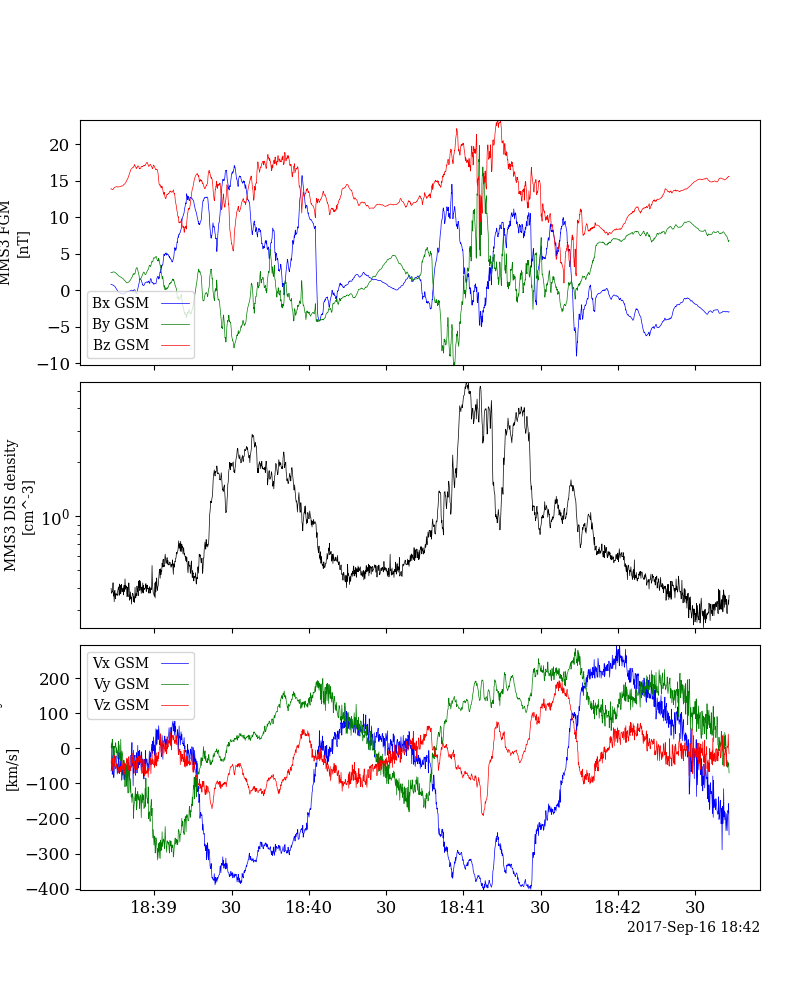 MMS3 FGM
[nT]
20
15
10
5
0
−5
−10
Bx GSM
By GSM
Bz GSM
MMS3 DIS density
[cm^-3]
10^0
[km/s]
200
100
0
−100
−200
−300
−400
Vx GSM
Vy GSM
Vz GSM
18:39
30
18:40
30
18:41
30
18:42
30
2017-Sep-16 18:42